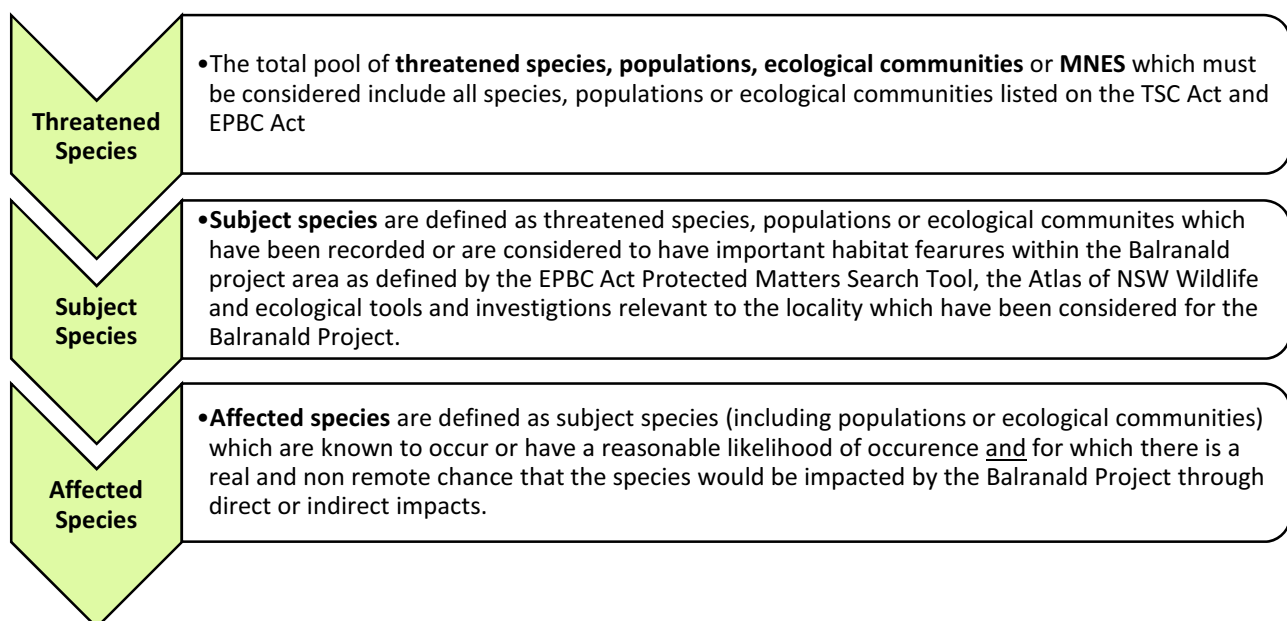 Threatened
Species
•The total pool of threatened species, populations, ecological communities or MNES which must
be considered include all species, populations or ecological communities listed on the TSC Act and
EPBC Act
Subject
Species
•Subject species are defined as threatened species, populations or ecological communites which
have been recorded or are considered to have important habitat fearures within the Balranald
project area as defined by the EPBC Act Protected Matters Search Tool, the Atlas of NSW Wildlife
and ecological tools and investigtions relevant to the locality which have been considered for the
Balranald Project.
Affected
Species
•Affected species are defined as subject species (including populations or ecological communities)
which are known to occur or have a reasonable likelihood of occurence and for which there is a
real and non remote chance that the species would be impacted by the Balranald Project through
direct or indirect impacts.